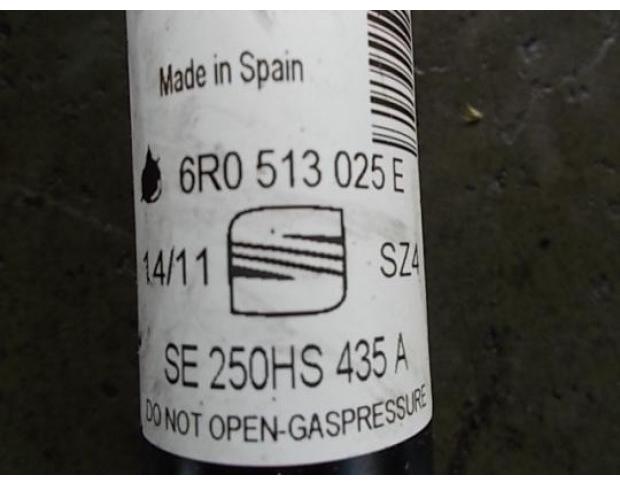 Made in Spain
6R0 513 025 E
14/11 SZ4
SE 250HS 435 A
DO NOT OPEN-GASPRESSURE